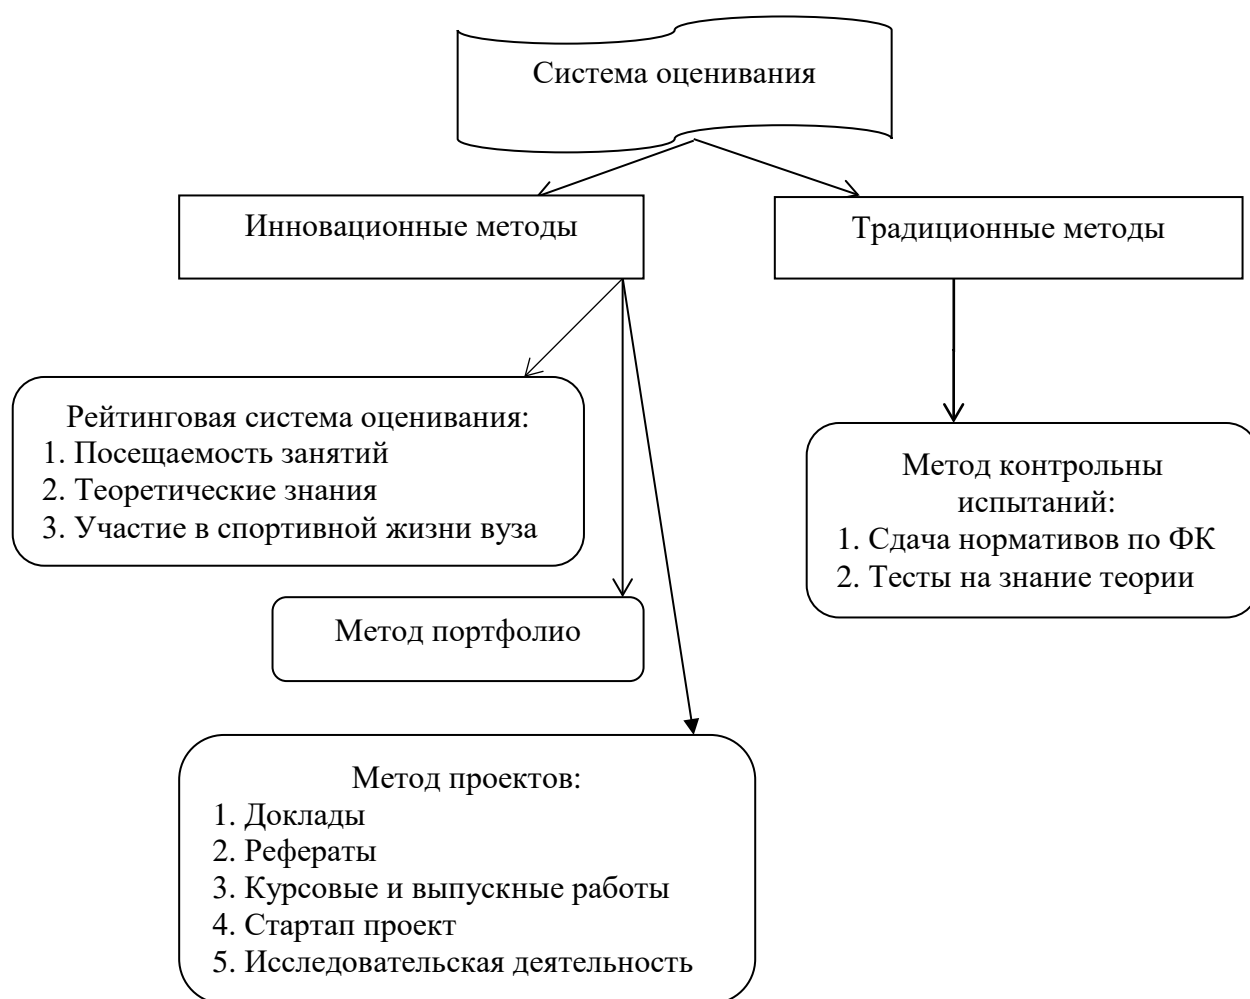 Система оценивания
Инновационные методы
Традиционные методы
Рейтинговая система оценивания:
1. Посещаемость занятий
2. Теоретические знания
3. Участие в спортивной жизни вуза
Метод контрольны
испытаний:
1. Сдача нормативов по ФК
2. Тесты на знание теории
Метод портфолио
Метод проектов:
1. Доклады
2. Рефераты
3. Курсовые и выпускные работы
4. Стартап проект
5. Исследовательская деятельность